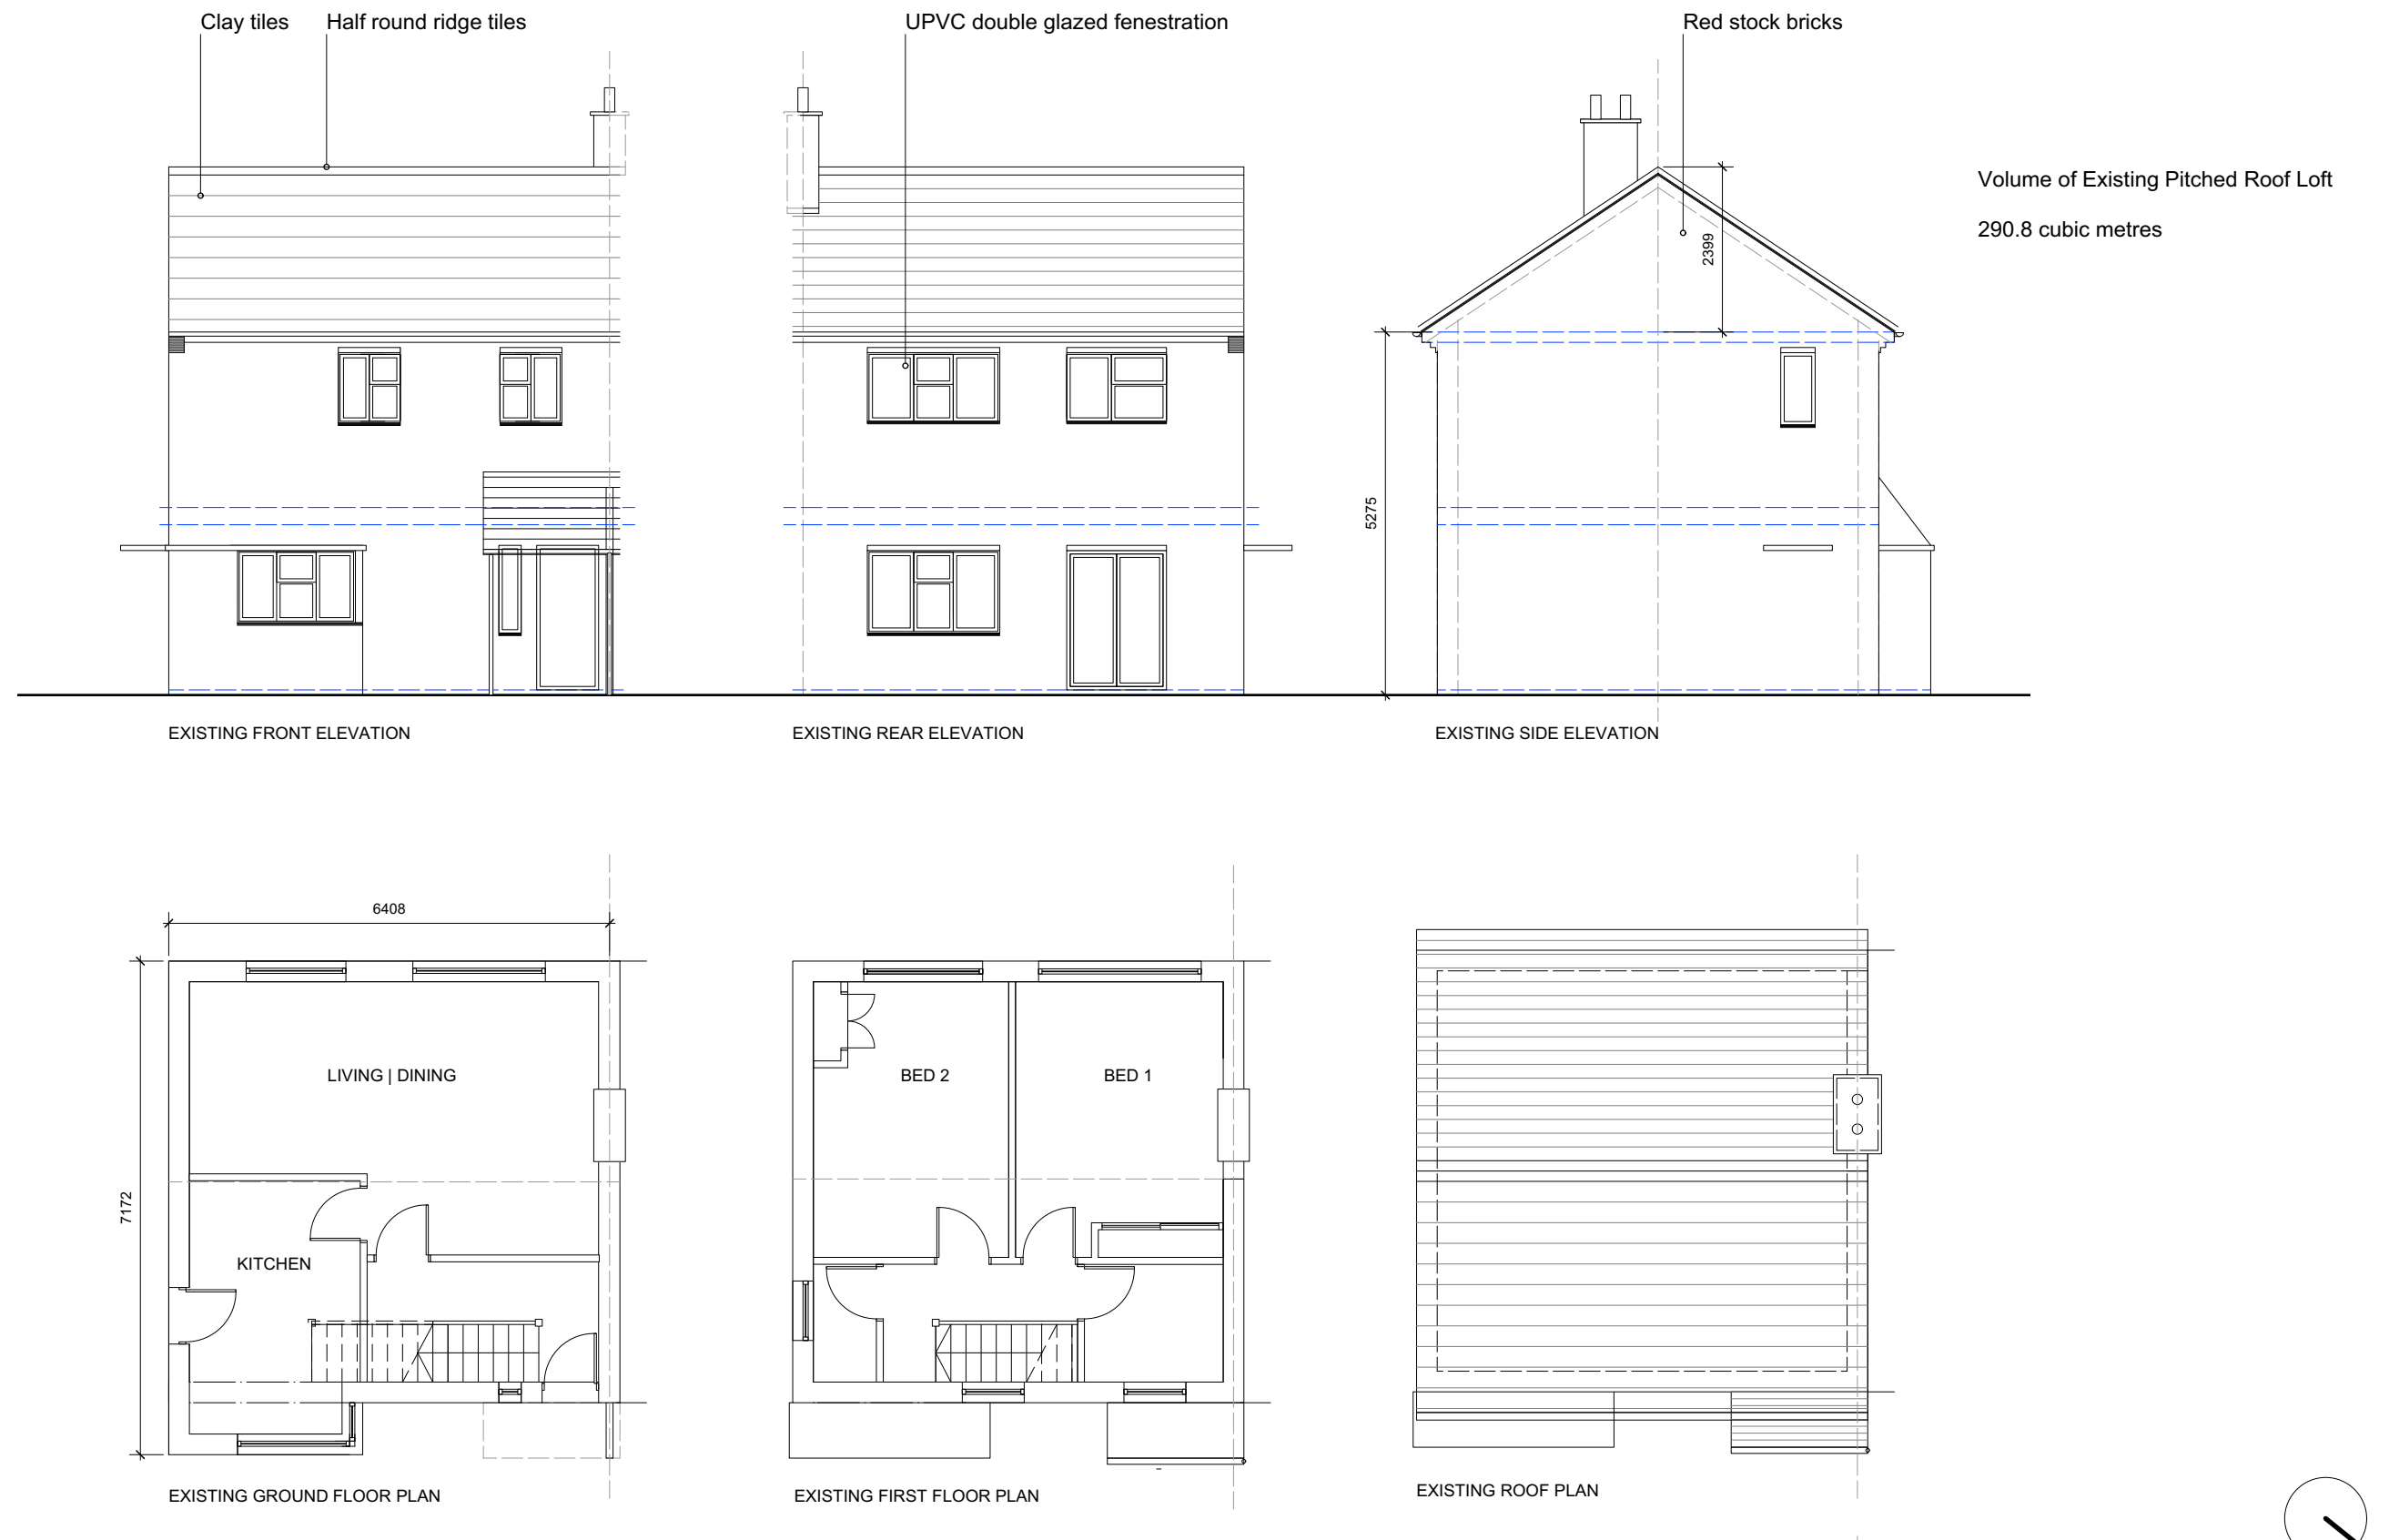 Clay tiles
Half round ridge tiles
UPVC double glazed fenestration
Red stock bricks
Volume of Existing Pitched Roof Loft
290.8 cubic metres
2399
5275
EXISTING FRONT ELEVATION
EXISTING REAR ELEVATION
EXISTING SIDE ELEVATION
6408
7172
LIVING | DINING
KITCHEN
BED 2
BED 1
EXISTING GROUND FLOOR PLAN
EXISTING FIRST FLOOR PLAN
EXISTING ROOF PLAN